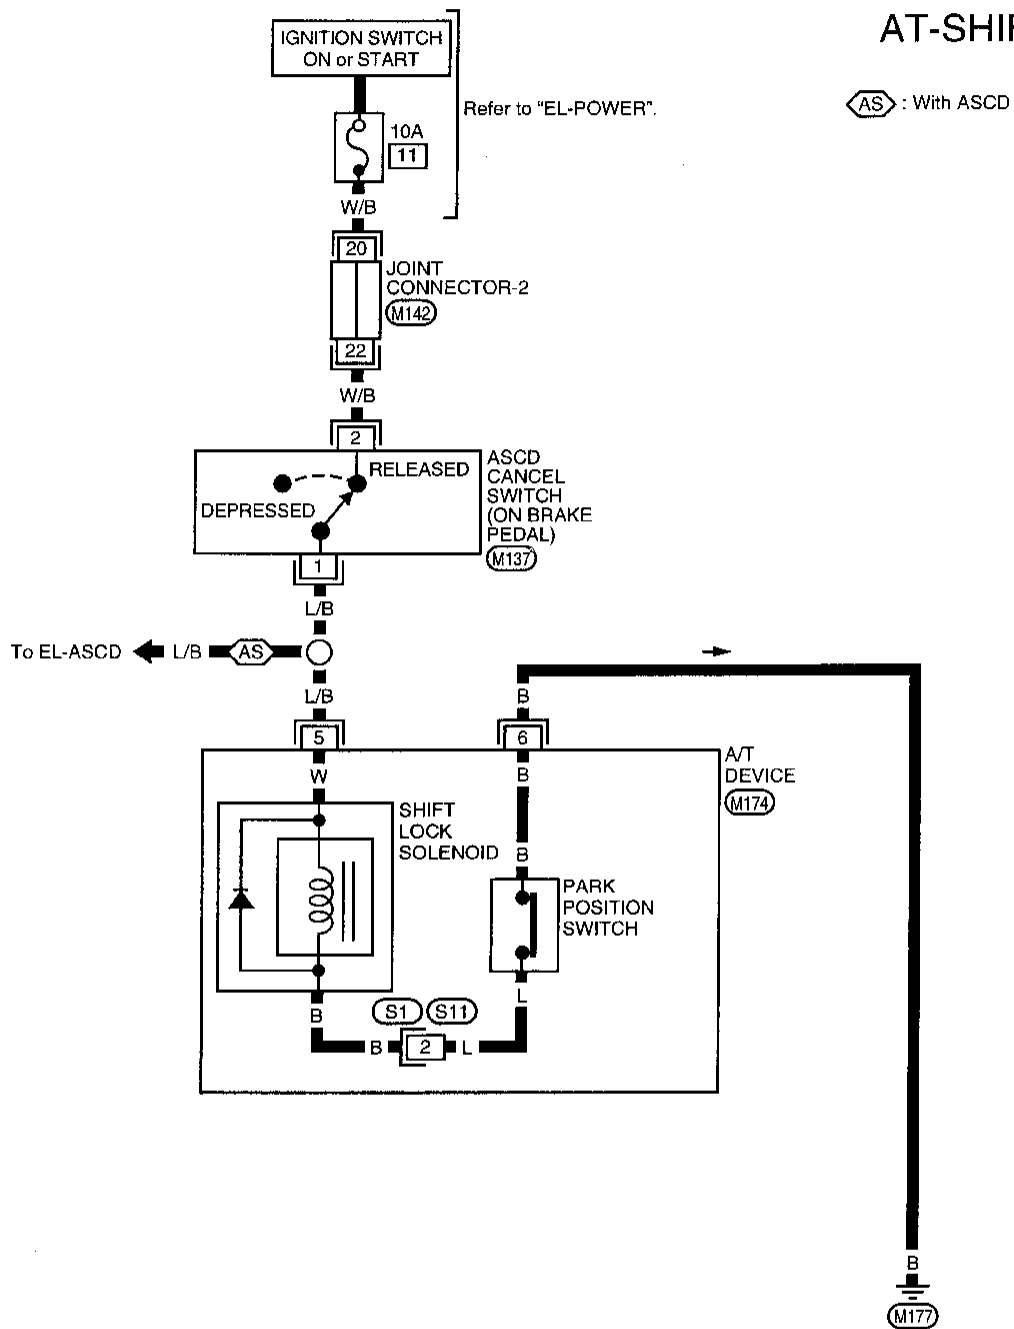 AT-SHI
IGNITION SWITCH
ON or START
Refer to "EL-POWER".
AS : With ASCD
10A
11
W/B
20
JOINT
CONNECTOR-2
M142
22
W/B
2
RELEASED
DEPRESSED
ASCD
CANCEL
SWITCH
(ON BRAKE
PEDAL)
M137
1
L/B
To EL-ASCD
L/B
AS
L/B
B
5
6
A/T
DEVICE
M174
W
B
SHIFT
LOCK
SOLENOID
B
PARK
POSITION
SWITCH
L
B
S1
S11
B
2
L
B
M177